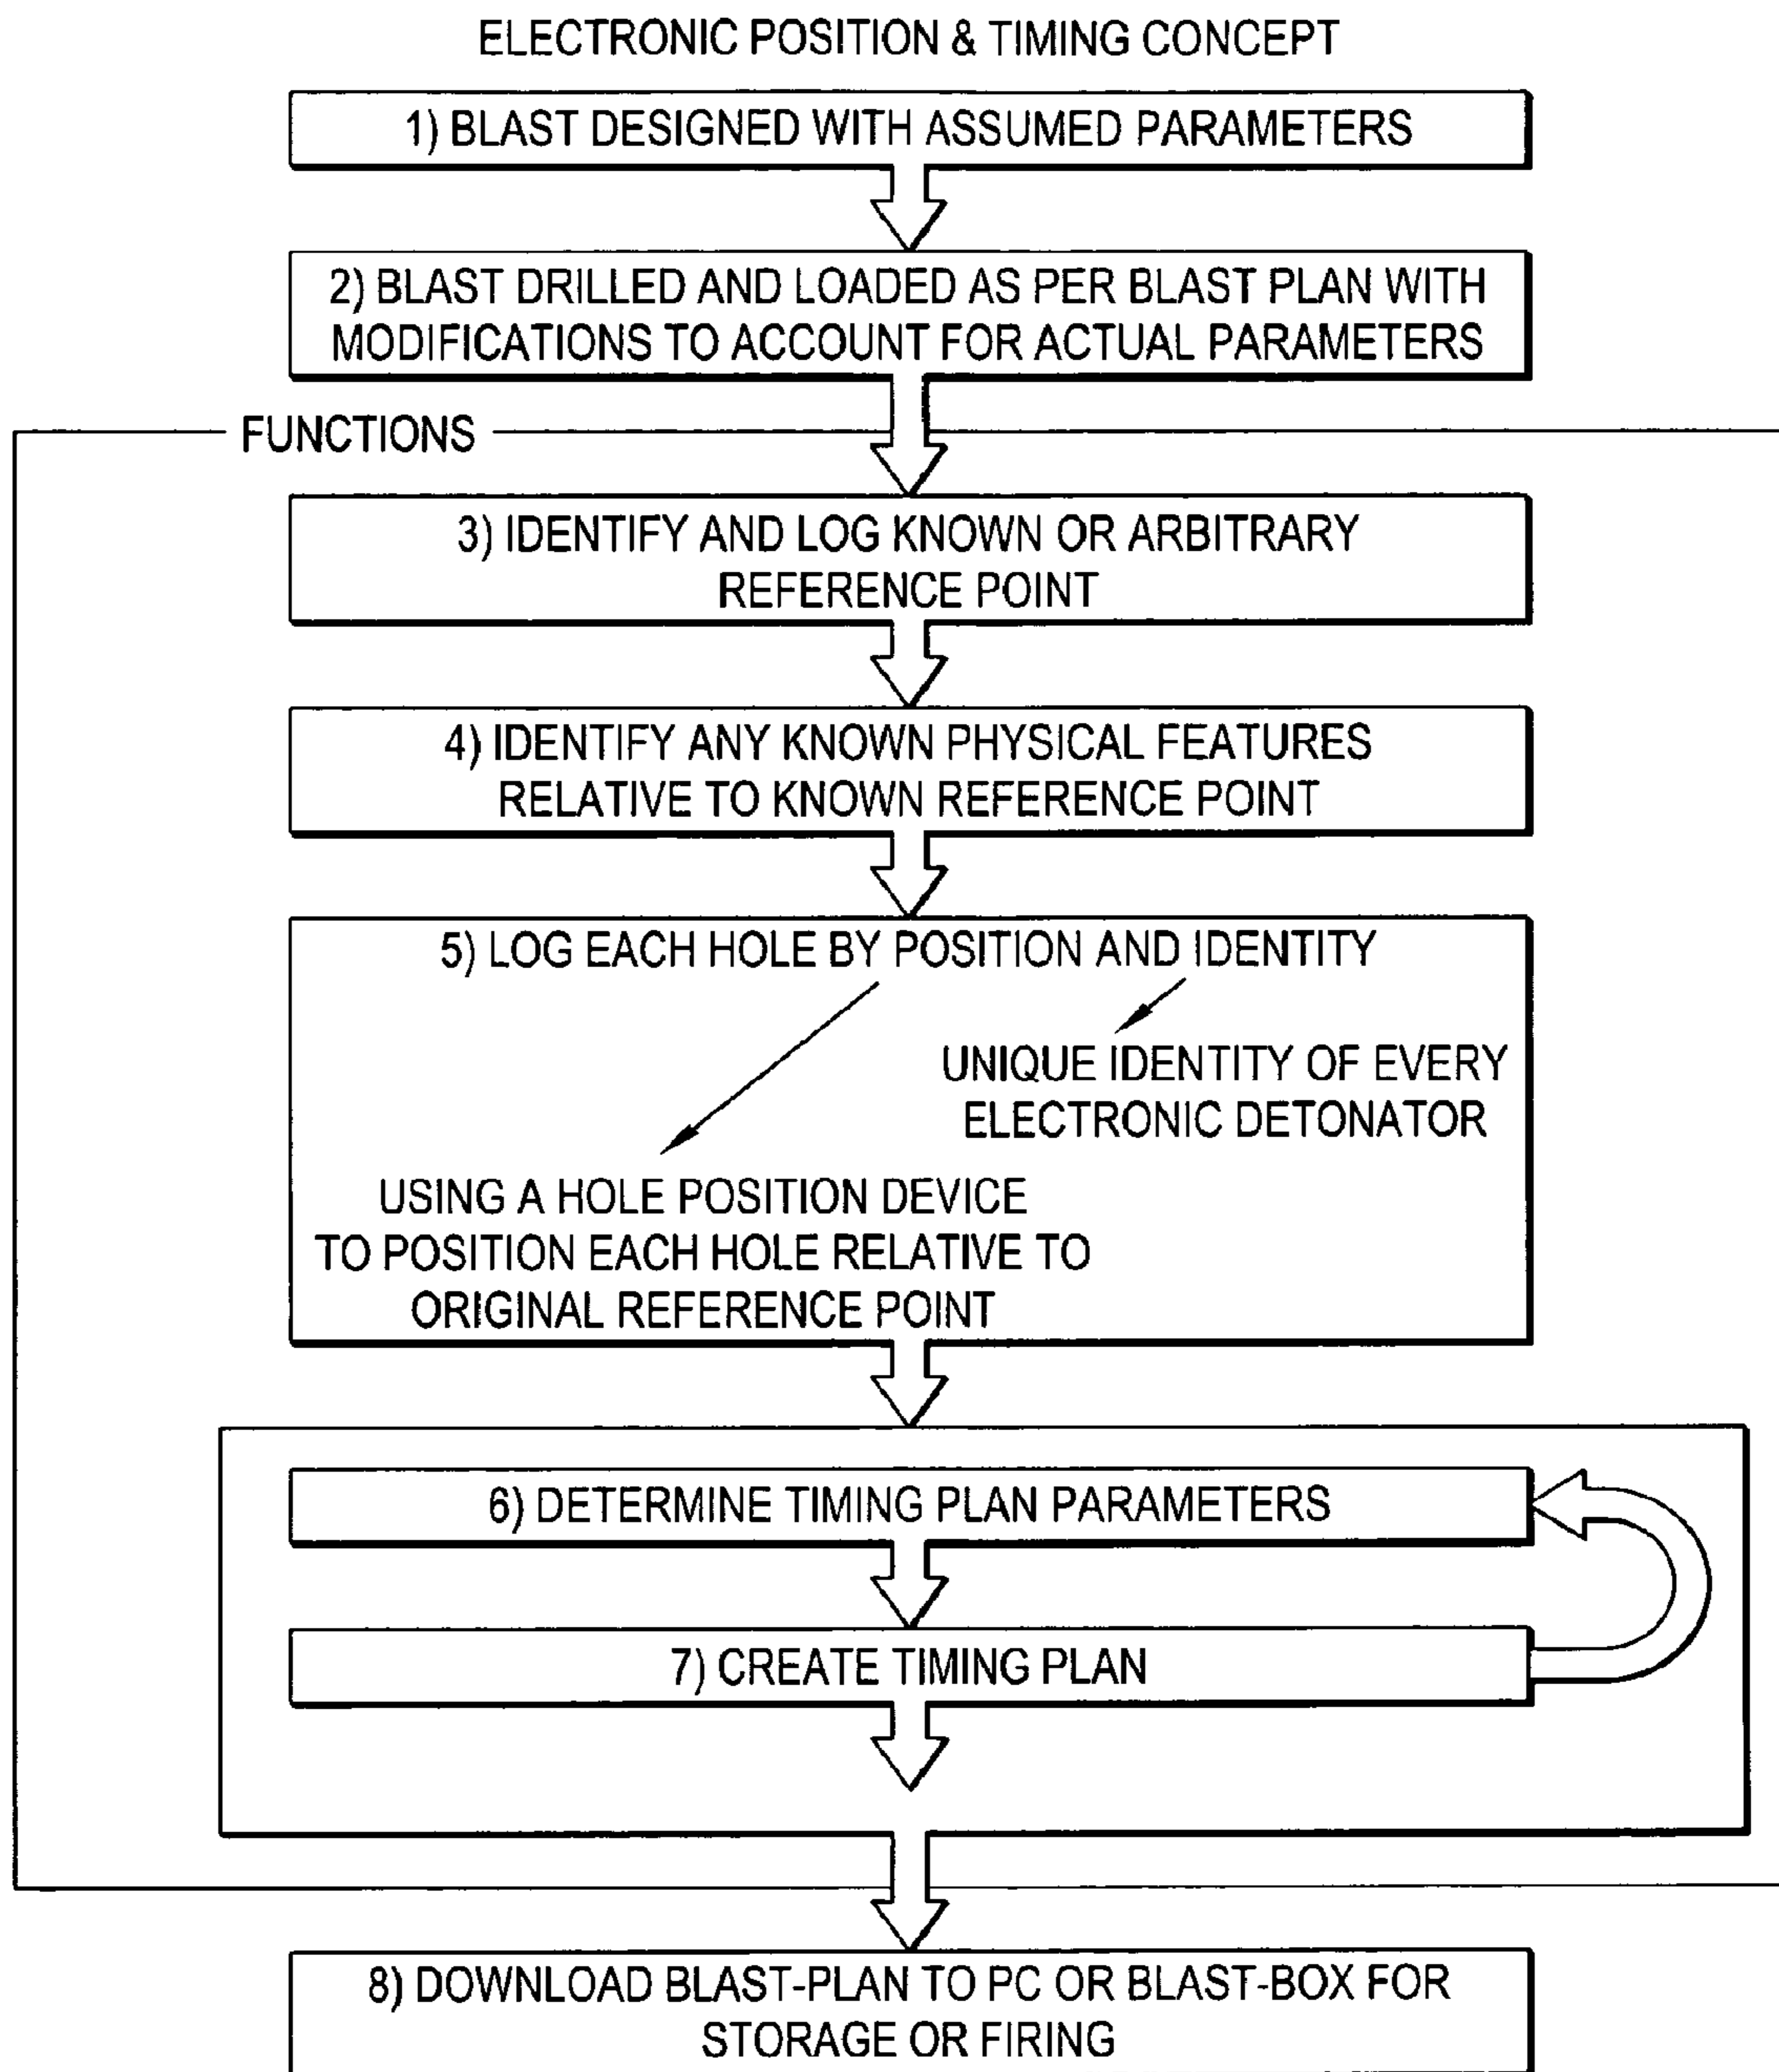 ELECTRONIC POSITION & TIMING CONCEPT
1) BLAST DESIGNED WITH ASSUMED PARAMETERS
2) BLAST DRILLED AND LOADED AS PER BLAST PLAN WITH
MODIFICATIONS TO ACCOUNT FOR ACTUAL PARAMETERS
FUNCTIONS
3) IDENTIFY AND LOG KNOWN OR ARBITRARY
REFERENCE POINT
4) IDENTIFY ANY KNOWN PHYSICAL FEATURES
RELATIVE TO KNOWN REFERENCE POINT
5) LOG EACH HOLE BY POSITION AND IDENTITY
UNIQUE IDENTITY OF EVERY
ELECTRONIC DETONATOR
USING A HOLE POSITION DEVICE
TO POSITION EACH HOLE RELATIVE TO
ORIGINAL REFERENCE POINT
6) DETERMINE TIMING PLAN PARAMETERS
7) CREATE TIMING PLAN
8) DOWNLOAD BLAST-PLAN TO PC OR BLAST-BOX FOR
STORAGE OR FIRING